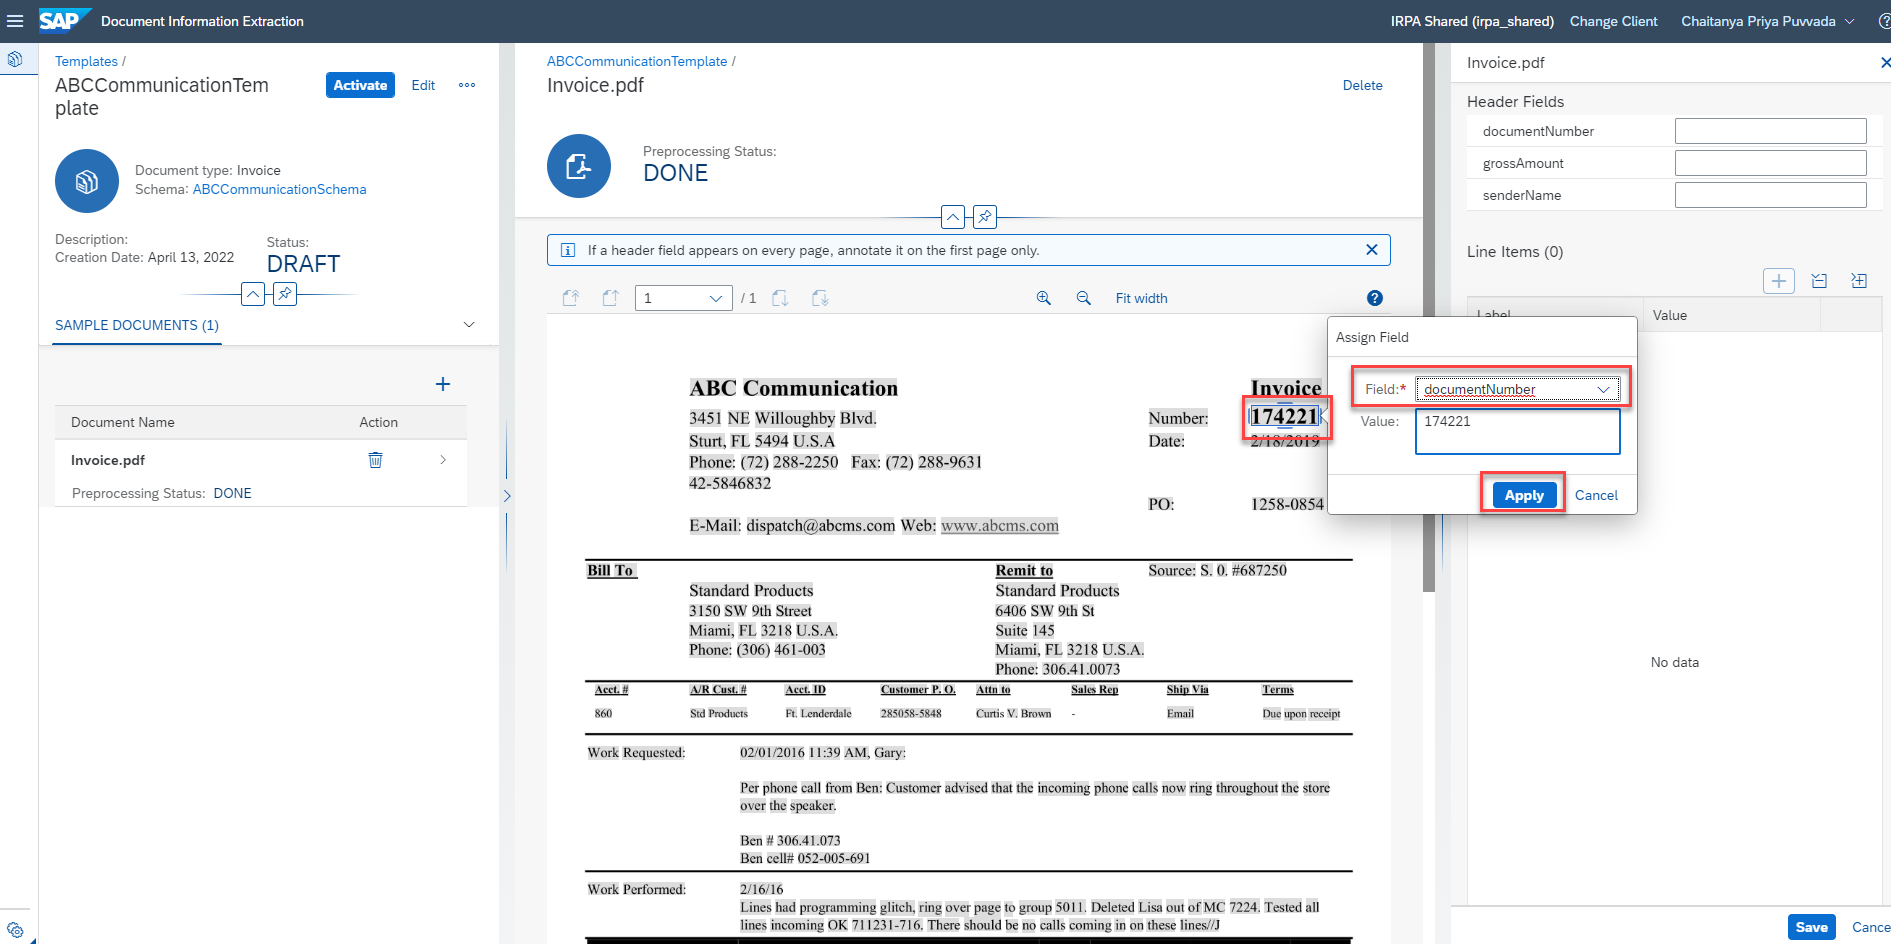 SAP Document Information Extraction
IRPA Shared (irpa_shared) Change Client Chaitanya Priya Puvvada
Templates /
ABCCommunicationTem
plate
Activate Edit
Document type: Invoice
Schema: ABCCommunicationSchema
Description:
Creation Date: April 13, 2022
Status:
DRAFT
SAMPLE DOCUMENTS (1)
Document Name Action
Invoice.pdf
Preprocessing Status: DONE
ABCCommunicationTemplate /
Invoice.pdf
Delete
Preprocessing Status:
DONE
If a header field appears on every page, annotate it on the first page only.
1 / 1 Fit width
ABC Communication Invoice
3451 NE Willoughby Blvd. Number: 174221
Sturt, FL 5494 U.S.A Date: 2/18/2019
Phone: (72) 288-2250 Fax: (72) 288-9631
42-5846832
PO: 1258-0854
E-Mail: dispatch@abcms.com Web: www.abcms.com
Bill To Remit to Source: S. 0. #687250
Standard Products Standard Products
3150 SW 9th Street 6406 SW 9th St
Miami, FL 3218 U.S.A. Suite 145
Phone: (306) 461-003 Miami, FL 3218 U.S.A.
Phone: 306.41.0073
Acct. # A/R Cust. # Acct. ID Customer P. O. Attn to Sales Rep Ship Via Terms
860 Std Products Ft. Lenderdale 285058-5848 Curtis V. Brown - Email Due upon receipt
Work Requested: 02/01/2016 11:39 AM, Gary:
Per phone call from Ben: Customer advised that the incoming phone calls now ring throughout the store
over the speaker.
Ben # 306.41.073
Ben cell# 052-005-691
Work Performed: 2/16/16
Lines had programming glitch, ring over page to group 5011. Deleted Lisa out of MC 7224. Tested all
lines incoming OK 711231-716. There should be no calls coming in on these lines//J
Assign Field
Field:* documentNumber
Value: 174221
Apply Cancel
Invoice.pdf
Header Fields
documentNumber
grossAmount
senderName
Line Items (0)
Label Value
No data
Save Cance